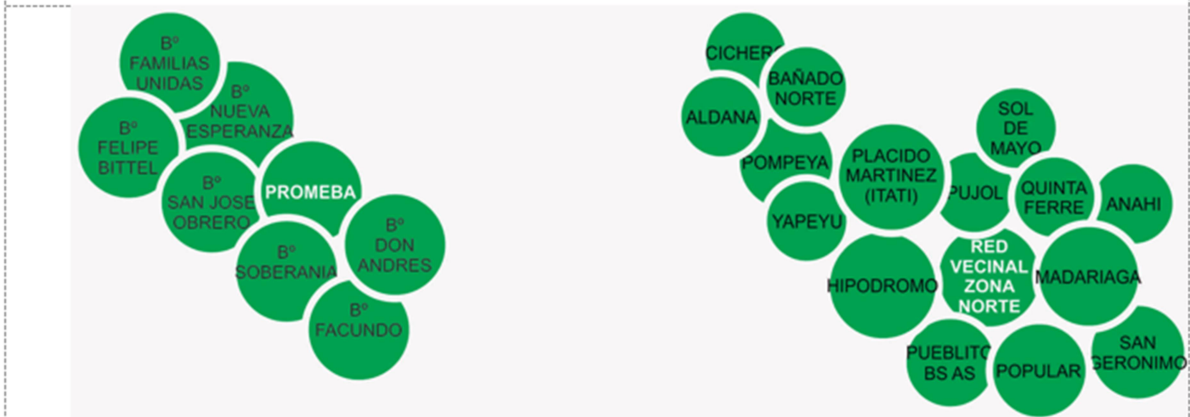 Bº
FAMILIAS
UNIDAS
Bº
NUEVA
ESPERANZA
Bº
FELIPE
BITTEL
Bº
SAN JOSE
OBRERO
PROMEBA
Bº
DON
ANDRES
Bº
SOBERANIA
Bº
FACUNDO
CICHERO
BAÑADO
NORTE
ALDANA
POMPEYA
YAPEYU
PLACIDO
MARTINEZ
(ITATI)
SOL
DE
MAYO
PUJOL
QUINTA
FERRE
ANAHI
HIPODROMO
RED
VECINAL
ZONA
NORTE
MADARIAGA
PUEBLITO
BS AS
POPULAR
SAN
GERONIMO